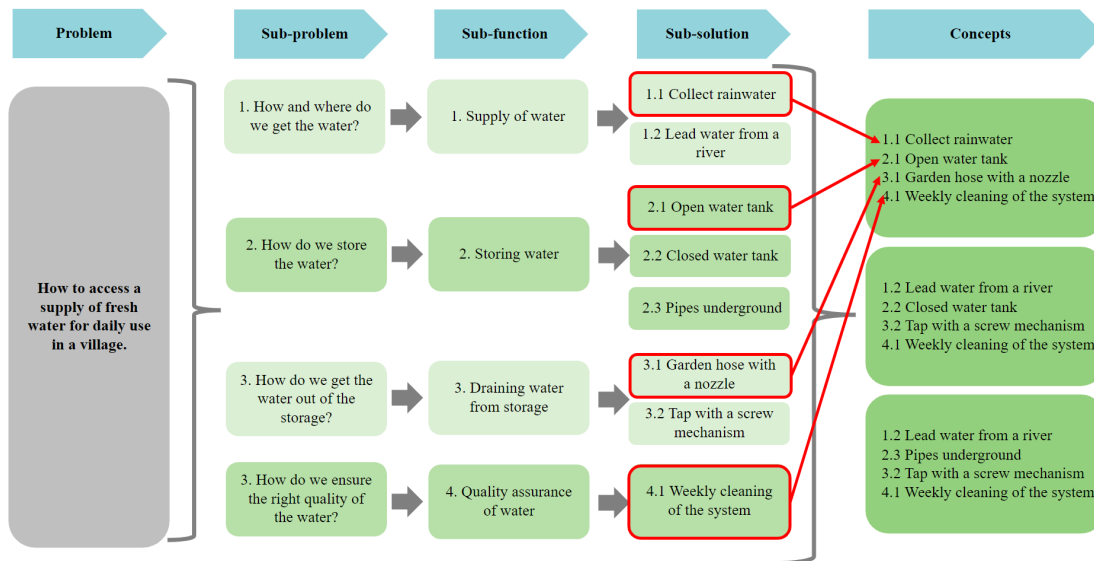 Problem
Sub-problem
Sub-function
Sub-solution
Concepts
How to access a
supply of fresh
water for daily use
in a village.
1. How and where do
we get the water?
1. Supply of water
1.1 Collect rainwater
1.2 Lead water from a
river
2. How do we store
the water?
2. Storing water
2.1 Open water tank
2.2 Closed water tank
2.3 Pipes underground
3. How do we get the
water out of the
storage?
3. Draining water
from storage
3.1 Garden hose with
a nozzle
3.2 Tap with a screw
mechanism
3. How do we ensure
the right quality of
the water?
4. Quality assurance
of water
4.1 Weekly cleaning
of the system
1.1 Collect rainwater
2.1 Open water tank
3.1 Garden hose with a nozzle
4.1 Weekly cleaning of the system
1.2 Lead water from a river
2.2 Closed water tank
3.2 Tap with a screw mechanism
4.1 Weekly cleaning of the system
1.2 Lead water from a river
2.3 Pipes underground
3.2 Tap with a screw mechanism
4.1 Weekly cleaning of the system